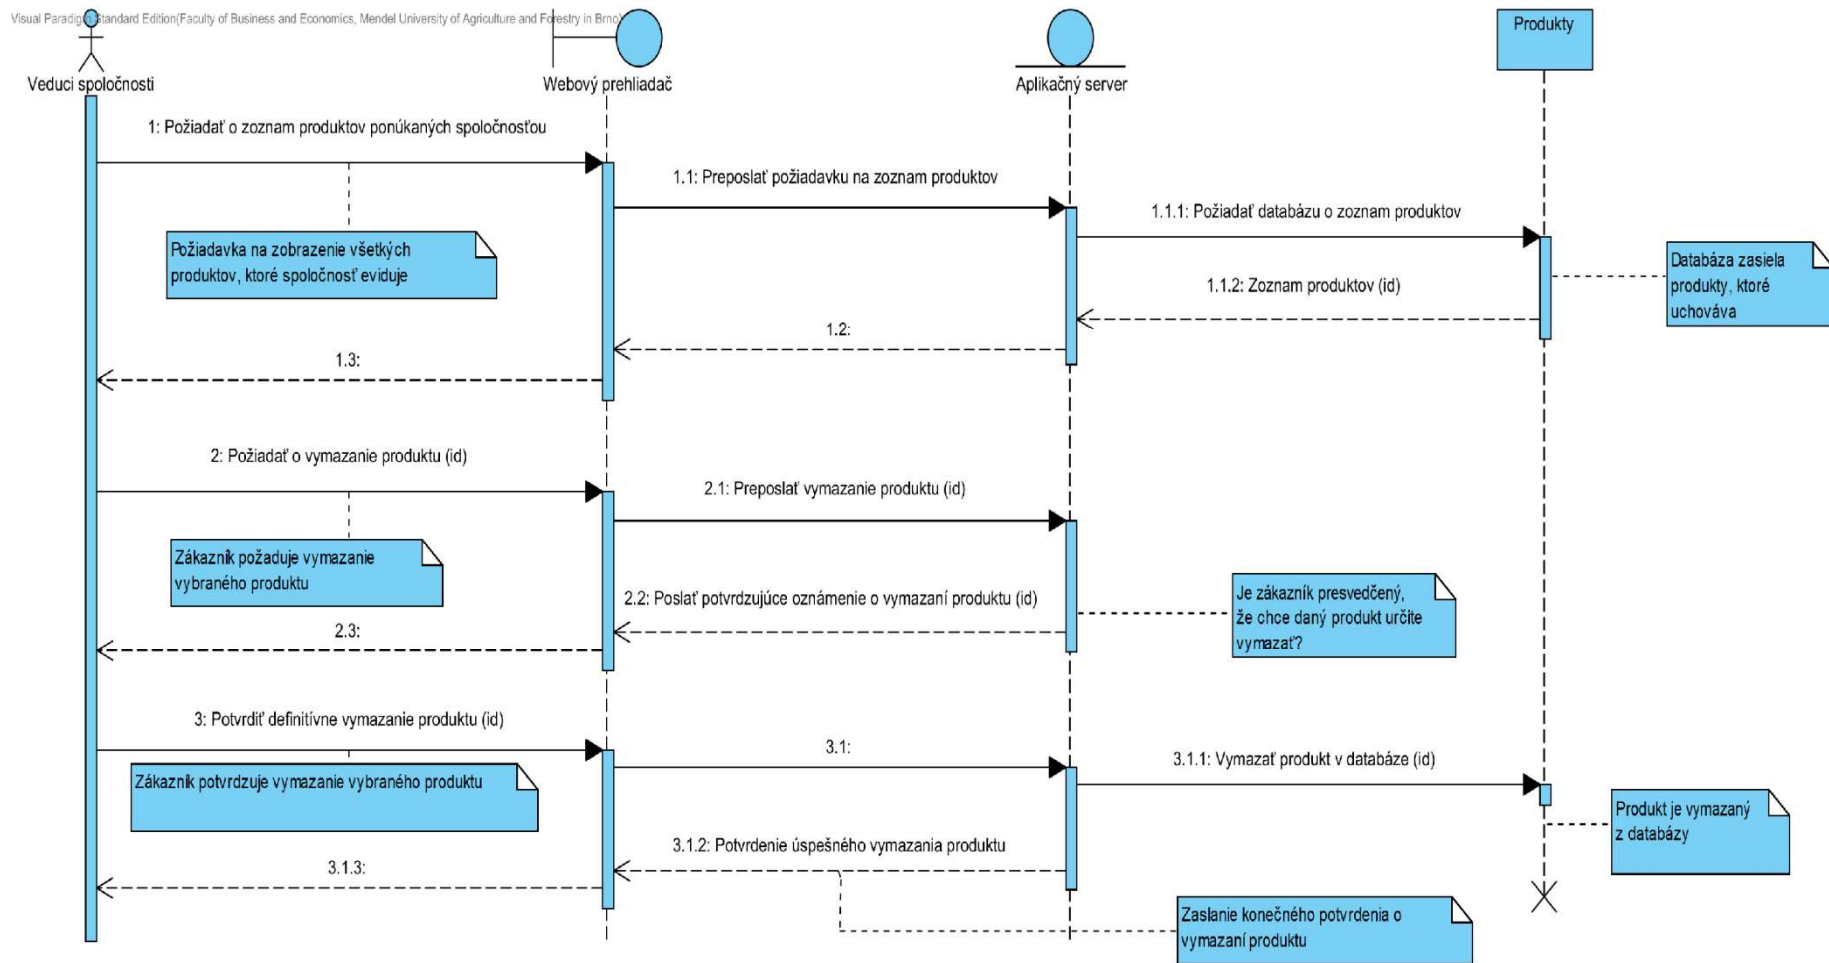 Visual Paradigm Standard Edition(Faculty of Business and Economics, Mendel University of Agriculture and Forestry in Brno)
Veduci spoločnosti
Webový prehliadač
Aplikačný server
Produkty
1: Požiadať o zoznam produktov ponúkaných spoločnosťou
1.1: Preposlať požiadavku na zoznam produktov
1.1.1: Požiadať databázu o zoznam produktov
Požiadavka na zobrazenie všetkých
produktov, ktoré spoločnosť eviduje
Databáza zasiela
produkty, ktoré
uchováva
1.1.2: Zoznam produktov (id)
1.2:
1.3:
2: Požiadať o vymazanie produktu (id)
2.1: Preposlať vymazanie produktu (id)
Zákazník požaduje vymazanie
vybraného produktu
2.2: Poslať potvrdzujúce oznámenie o vymazaní produktu (id)
Je zákazník presvedčený,
že chce daný produkt určite
vymazať?
2.3:
3: Potvrdiť definitívne vymazanie produktu (id)
3.1:
3.1.1: Vymazať produkt v databáze (id)
Zákazník potvrdzuje vymazanie vybraného produktu
Produkt je vymazaný
z databázy
3.1.2: Potvrdenie úspešného vymazania produktu
3.1.3:
Zaslanie konečného potvrdenia o
vymazaní produktu